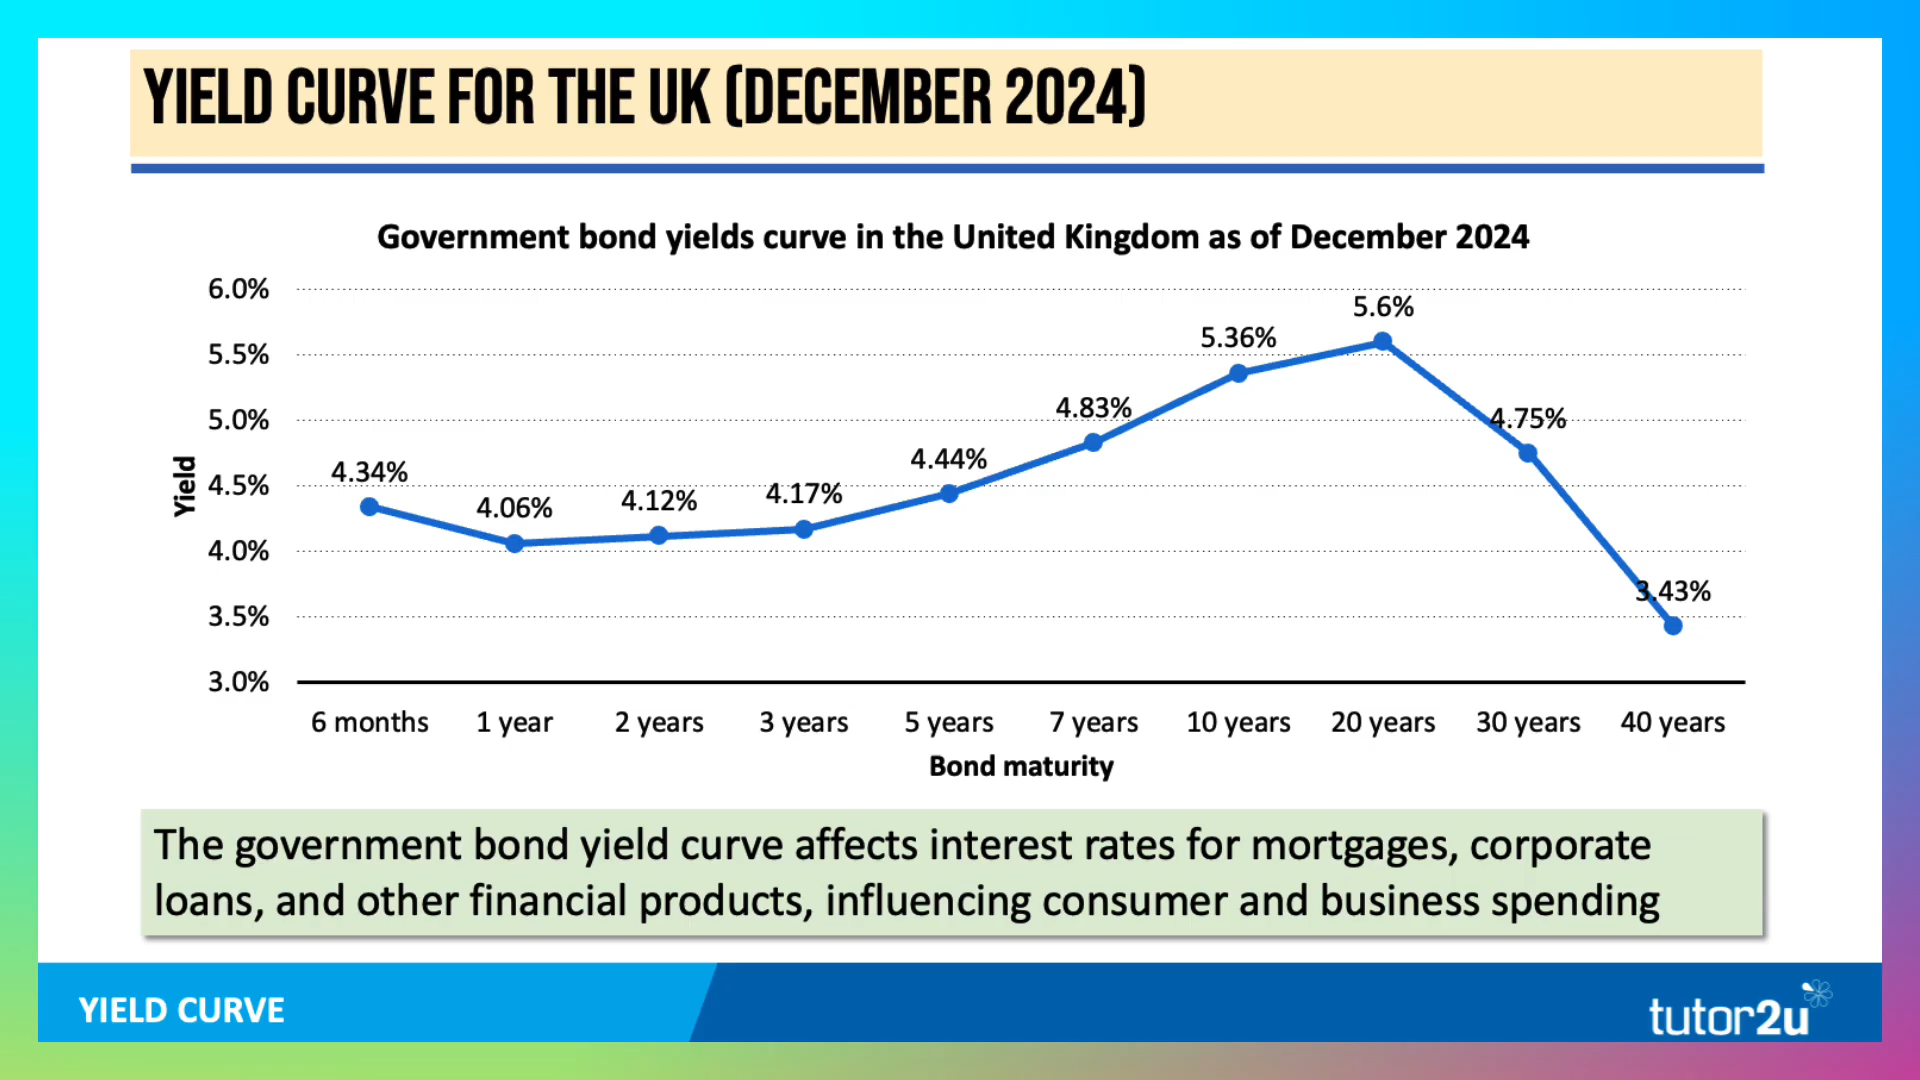 YIELD CURVE FOR THE UK (DECEMBER 2024)
Government bond yields curve in the United Kingdom as of December 2024
6.0%
5.5%
5.0%
4.5%
4.0%
3.5%
3.0%
Yield
4.34%
4.06%
4.12%
4.17%
4.44%
4.83%
5.36%
5.6%
4.75%
3.43%
6 months 1 year 2 years 3 years 5 years 7 years 10 years 20 years 30 years 40 years
Bond maturity
The government bond yield curve affects interest rates for mortgages, corporate
loans, and other financial products, influencing consumer and business spending
YIELD CURVE
tutor2u